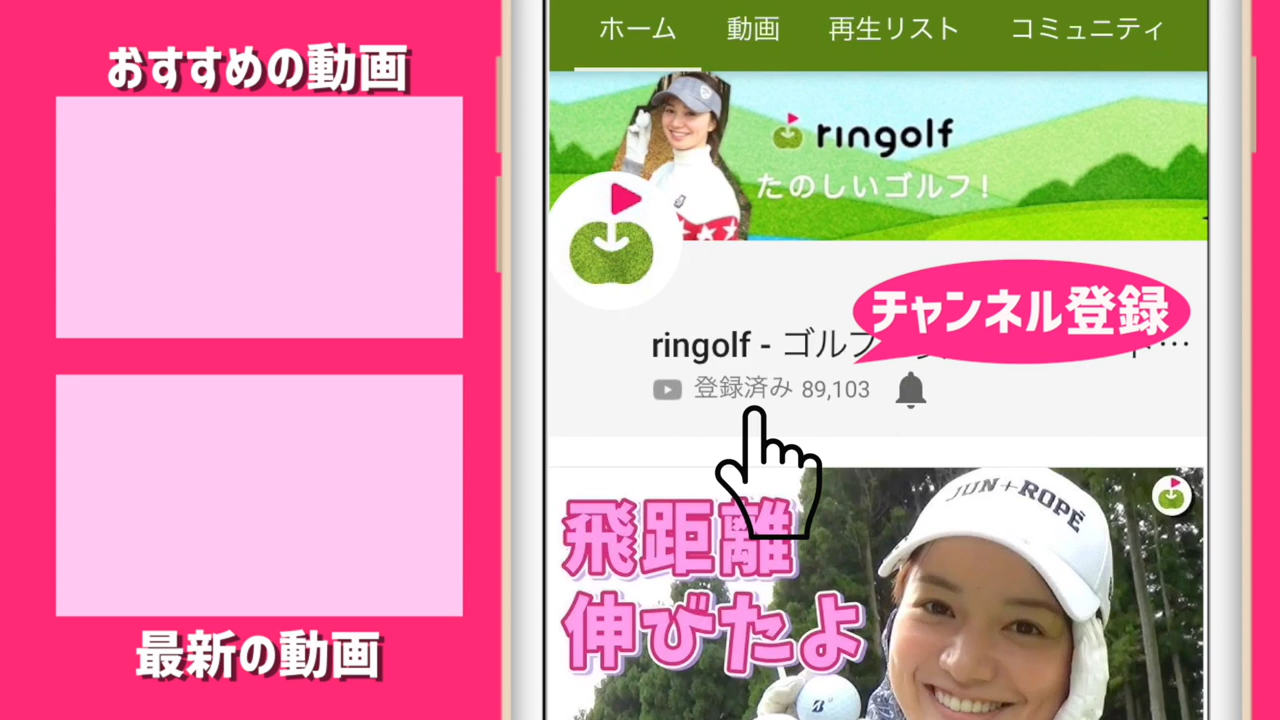 おすすめの動画
最新の動画
ホーム 動画 再生リスト コミュニティ
ringolf
たのしいゴルフ!
チャンネル登録
ringolf - ゴルフ
登録済み 89,103
JUN+ROPÉ
飛距離
伸びたよ
B